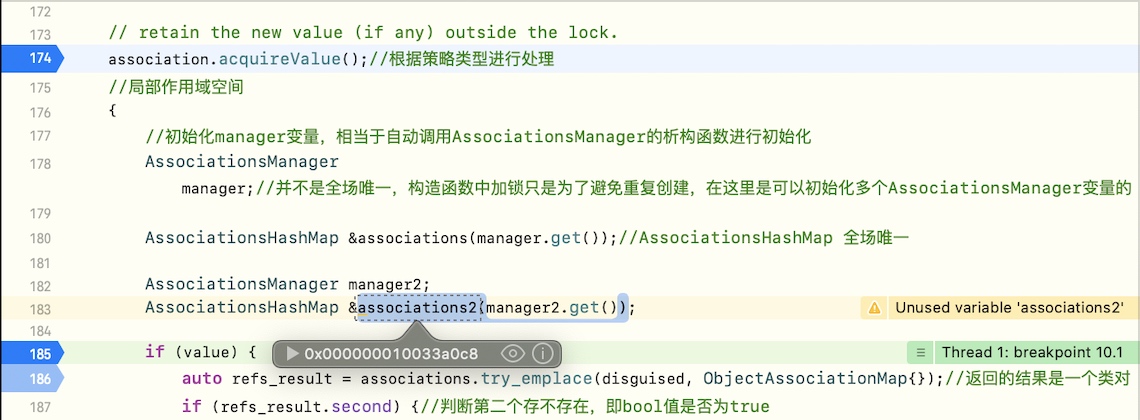 172
173 // retain the new value (if any) outside the lock.
174 association.acquireValue();//根据策略类型进行处理
175 //局部作用域空间
176 {
177 //初始化manager变量，相当于自动调用AssociationsManager的析构函数进行初始化
178 AssociationsManager
manager;//并不是全场唯一，构造函数中加锁只是为了避免重复创建，在这里是可以初始化多个AssociationsManager变量的
179
180 AssociationsHashMap &associations(manager.get());//AssociationsHashMap 全场唯一
181
182 AssociationsManager manager2;
183 AssociationsHashMap &associations2(manager2.get()); Unused variable 'associations2'
184
185 if (value) { 0x000000010033a0c8 Thread 1: breakpoint 10.1
186 auto refs_result = associations.try_emplace(disguised, ObjectAssociationMap{});//返回的结果是一个类对
187 if (refs_result.second) {//判断第二个存不存在，即bool值是否为true